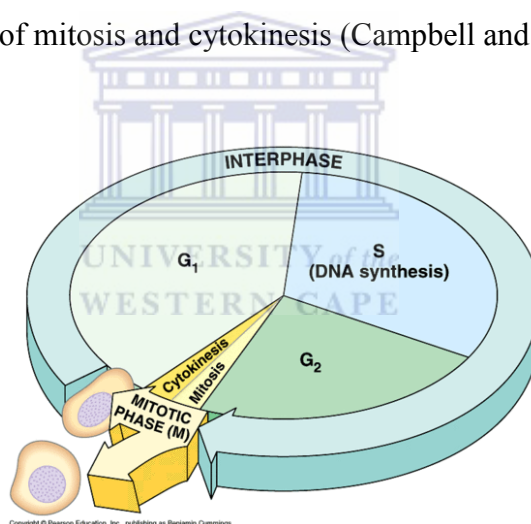 of mitosis and cytokinesis (Campbell and
INTERPHASE
G1
S
(DNA synthesis)
UNIVERSITY of the
WESTERN CAPE
G2
Cytokinesis
Mitosis
MITOTIC
PHASE (M)
Copyright © Pearson Education, Inc., publishing as Benjamin Cummings